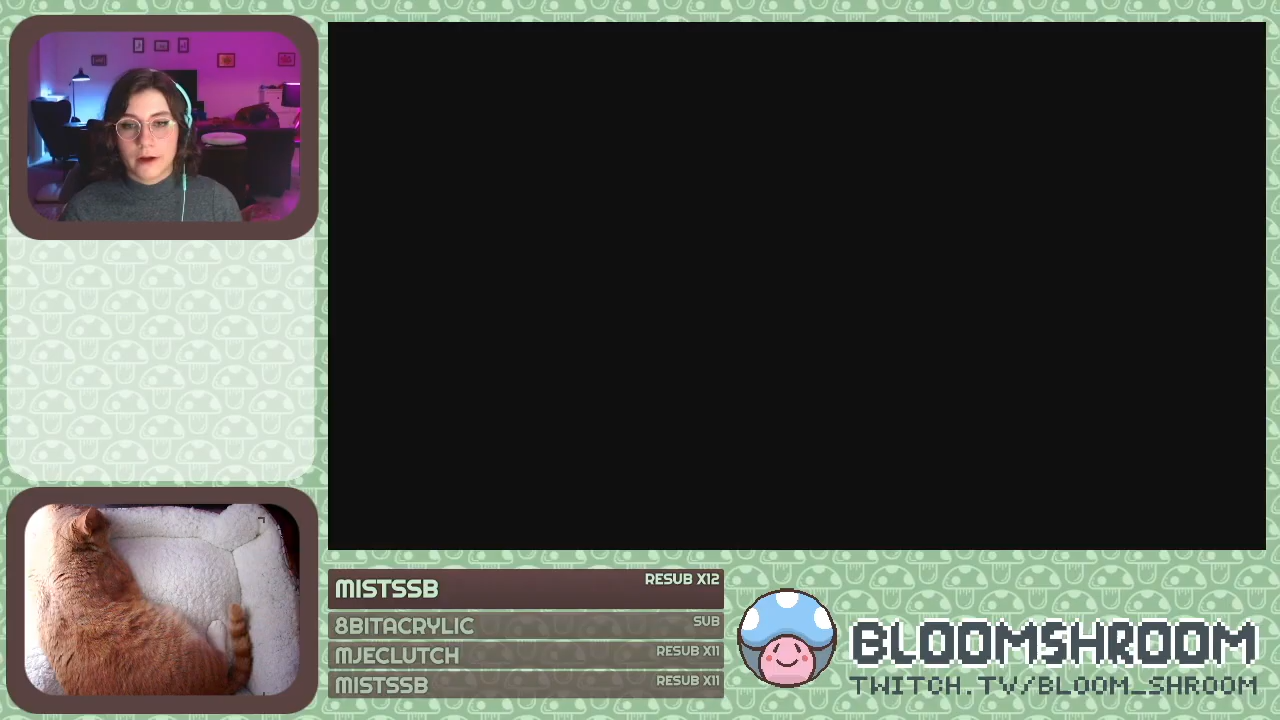 MISTSSB RESUB X12
8BITACRYLIC SUB
MJECLUTCH RESUB X11
MISTSSB RESUB X11
BLOOMSHROOM
TWITCH.TV/BLOOM_SHROOM